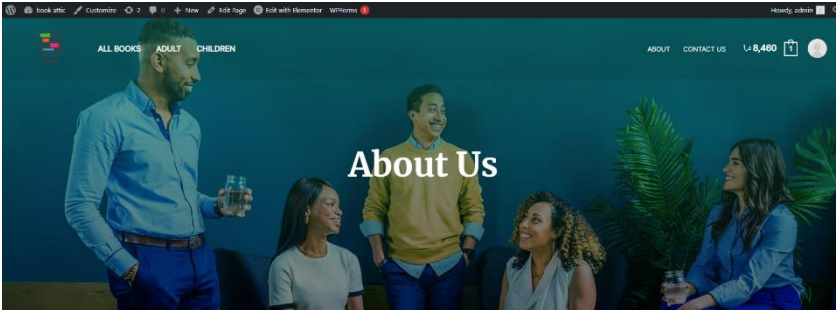 book attic Customize 2 0 New Edit Page Edit with Elementor WPForms 1 Howdy, admin
ALL BOOKS ADULT CHILDREN ABOUT CONTACT US د.ا 8,460 1
About Us